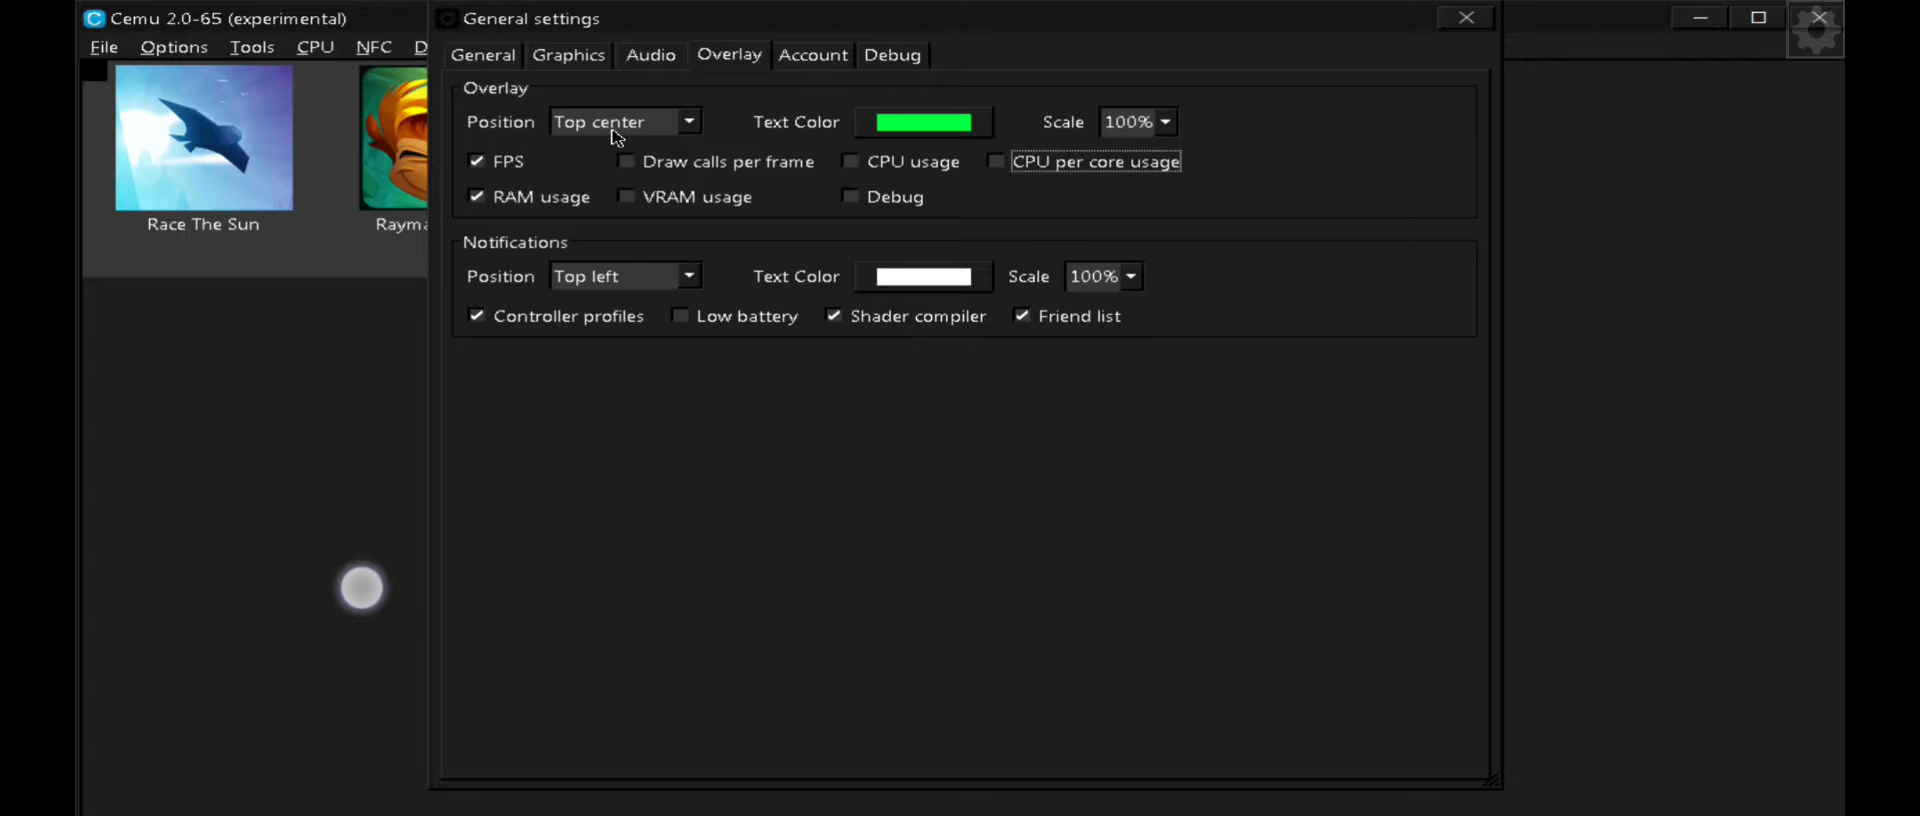 Cemu 2.0-65 (experimental)
General settings
File Options Tools CPU NFC D
General Graphics Audio Overlay Account Debug
Race The Sun
Rayma
Overlay
Position Top center Text Color Scale 100%
FPS Draw calls per frame CPU usage CPU per core usage
RAM usage VRAM usage Debug
Notifications
Position Top left Text Color Scale 100%
Controller profiles Low battery Shader compiler Friend list